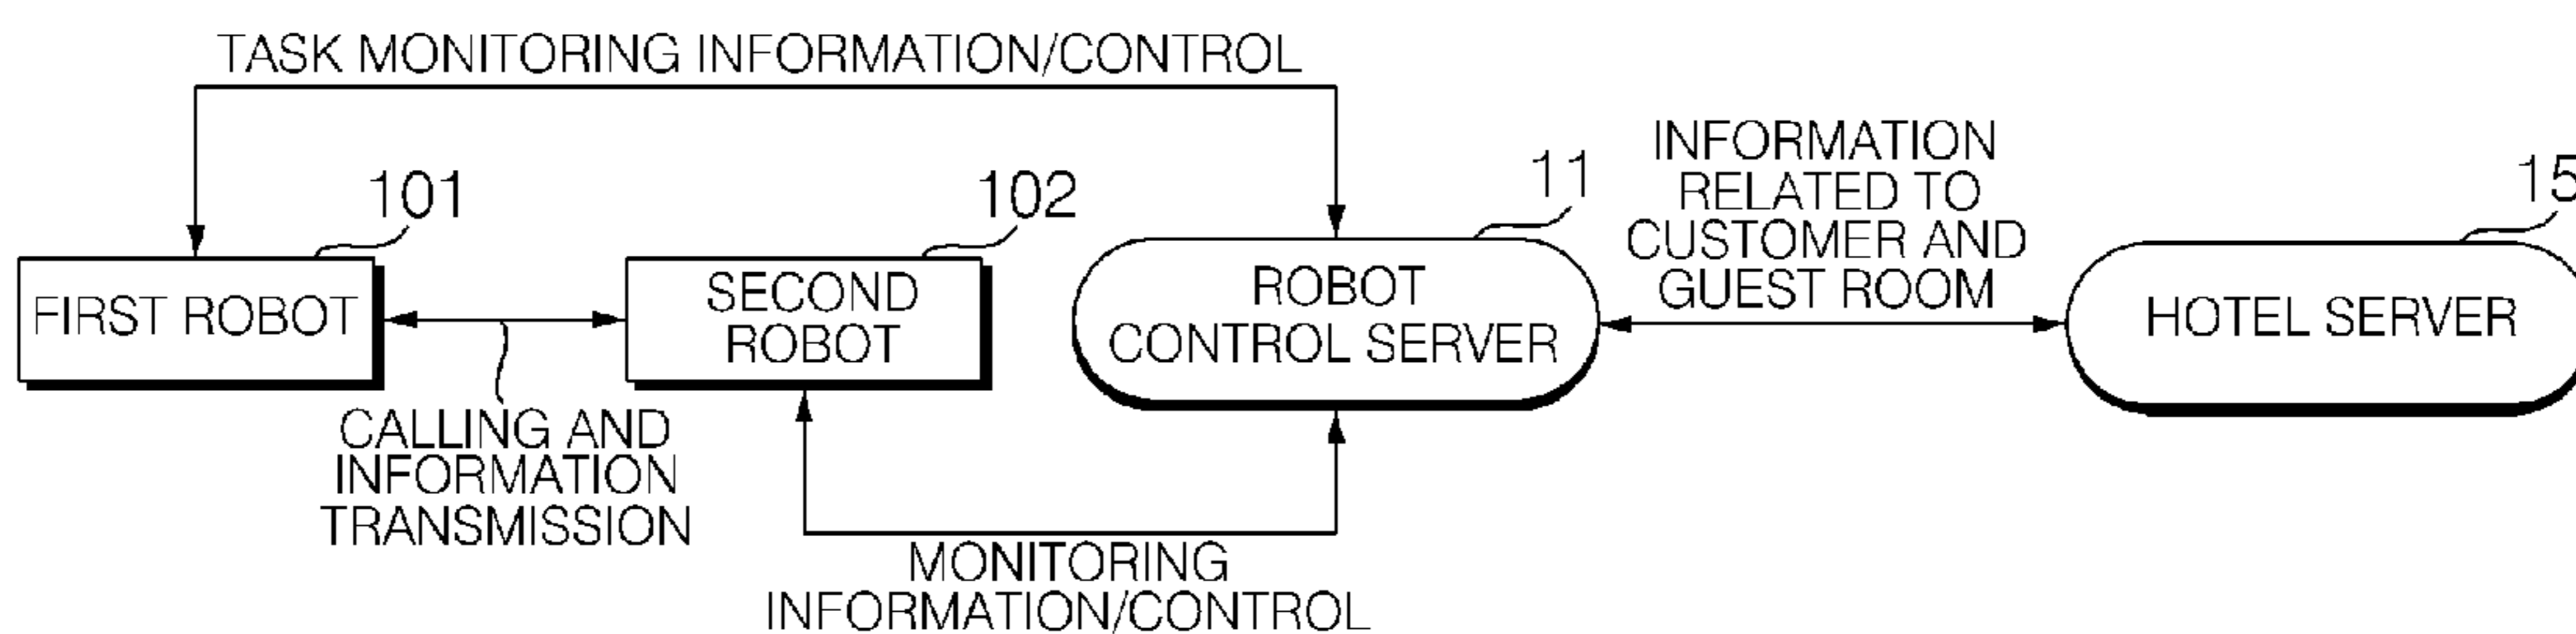 TASK MONITORING INFORMATION/CONTROL
101
102
11
INFORMATION
RELATED TO
CUSTOMER AND
GUEST ROOM
15
FIRST ROBOT
SECOND
ROBOT
ROBOT
CONTROL SERVER
HOTEL SERVER
CALLING AND
INFORMATION
TRANSMISSION
MONITORING
INFORMATION/CONTROL